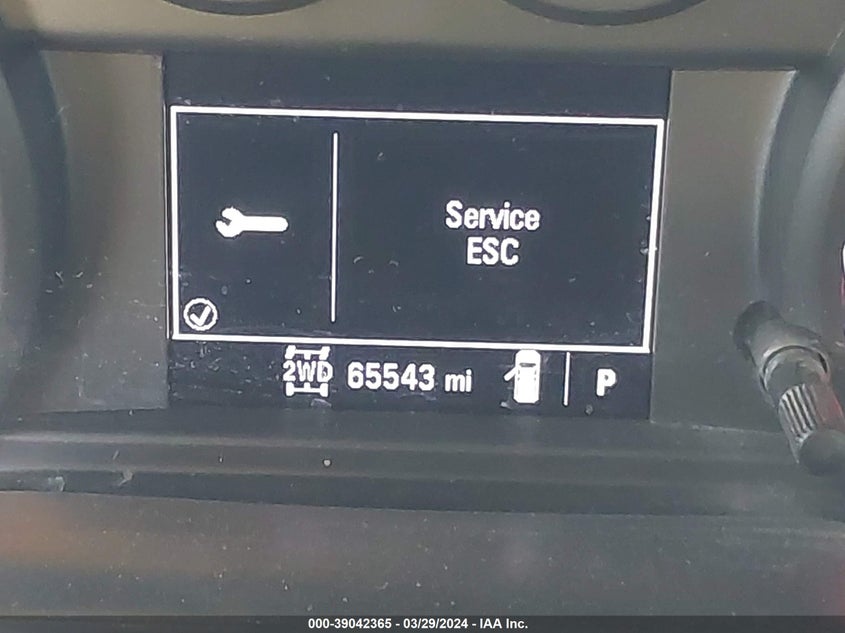 Service
ESC
2WD 65543 mi P
000-39042365 - 03/29/2024 - IAA Inc.